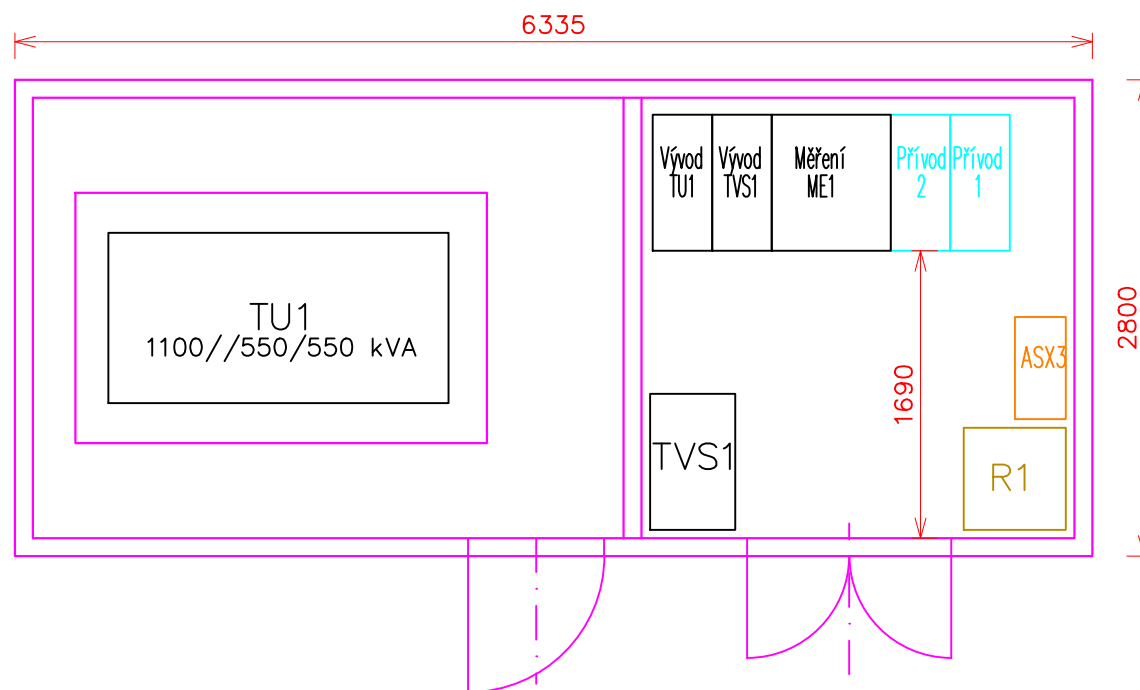 6335
Vývod
TU1
Vývod
TVS1
Měření
ME1
Přívod
2
Přívod
1
2800
TU1
1100//550/550 kVA
ASX3
1690
TVS1
R1